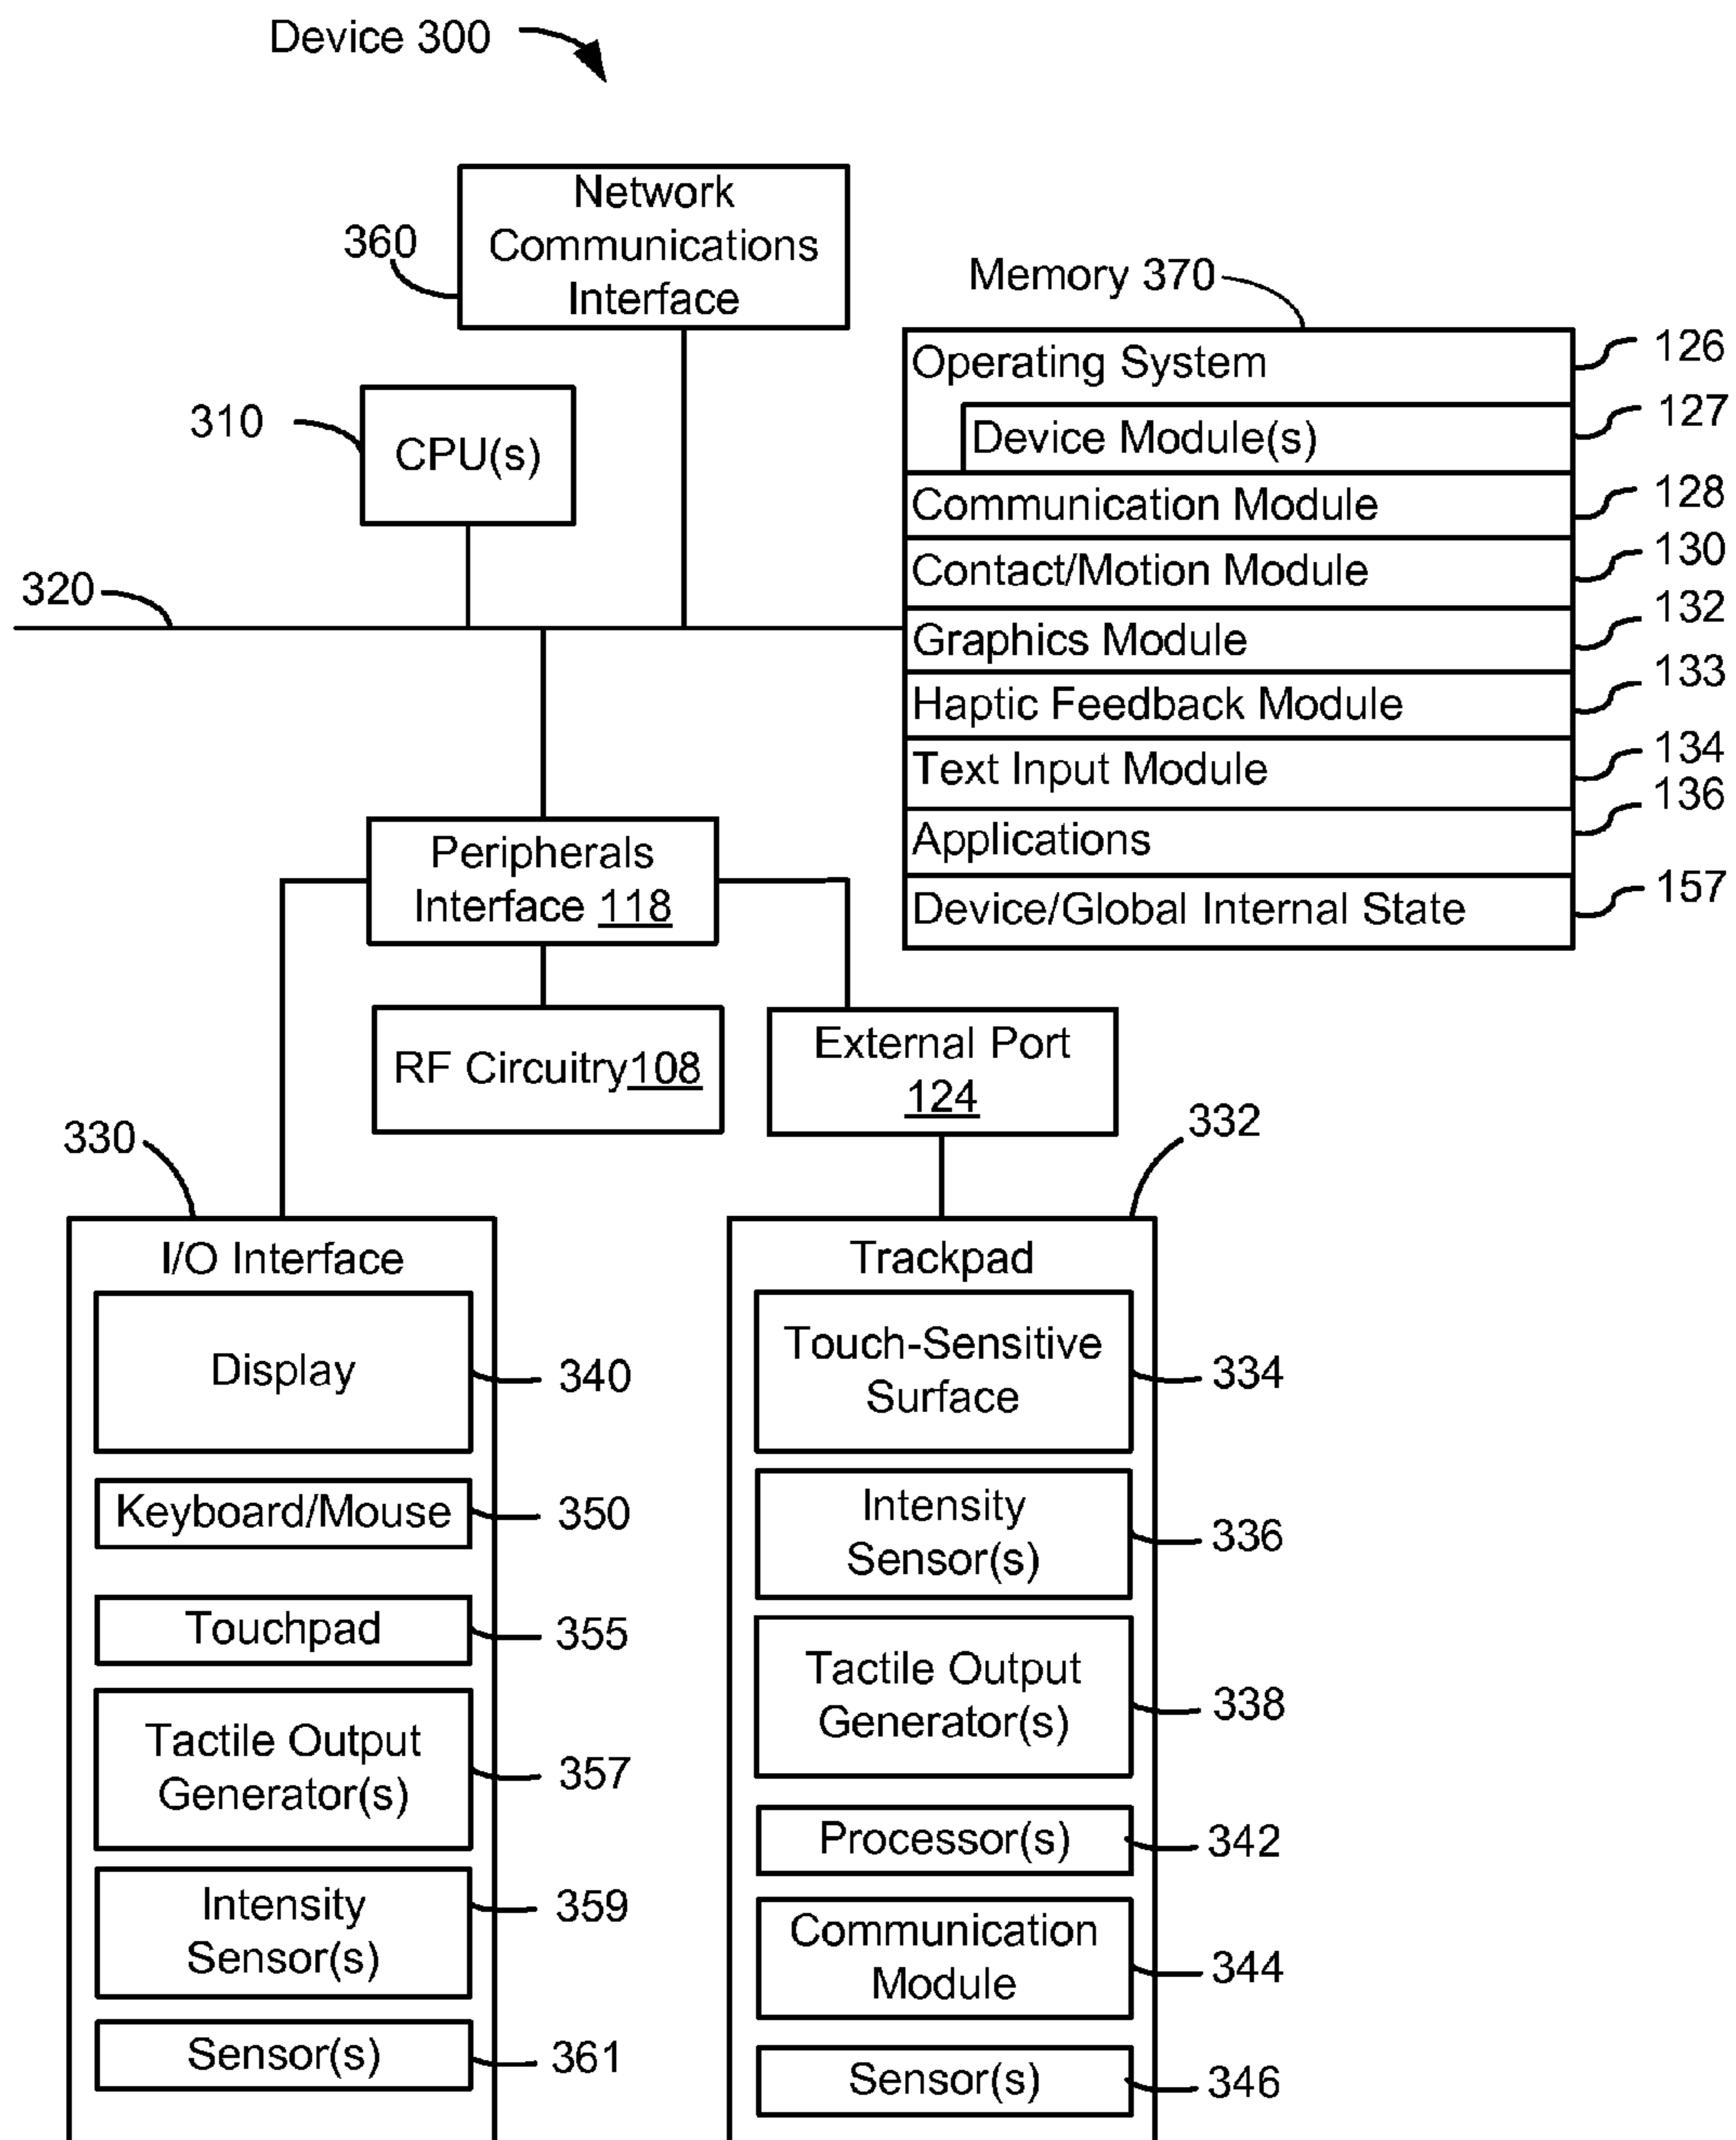 Device 300
Network
Communications
Interface
360
Memory 370
Operating System
126
Device Module(s)
127
Communication Module
128
Contact/Motion Module
130
Graphics Module
132
Haptic Feedback Module
133
Text Input Module
134
Applications
136
Device/Global Internal State
157
310
CPU(s)
320
Peripherals
Interface 118
RF Circuitry108
External Port
124
330
I/O Interface
Display
340
Keyboard/Mouse
350
Touchpad
355
Tactile Output
Generator(s)
357
Intensity
Sensor(s)
359
Sensor(s)
361
332
Trackpad
Touch-Sensitive
Surface
334
Intensity
Sensor(s)
336
Tactile Output
Generator(s)
338
Processor(s)
342
Communication
Module
344
Sensor(s)
346